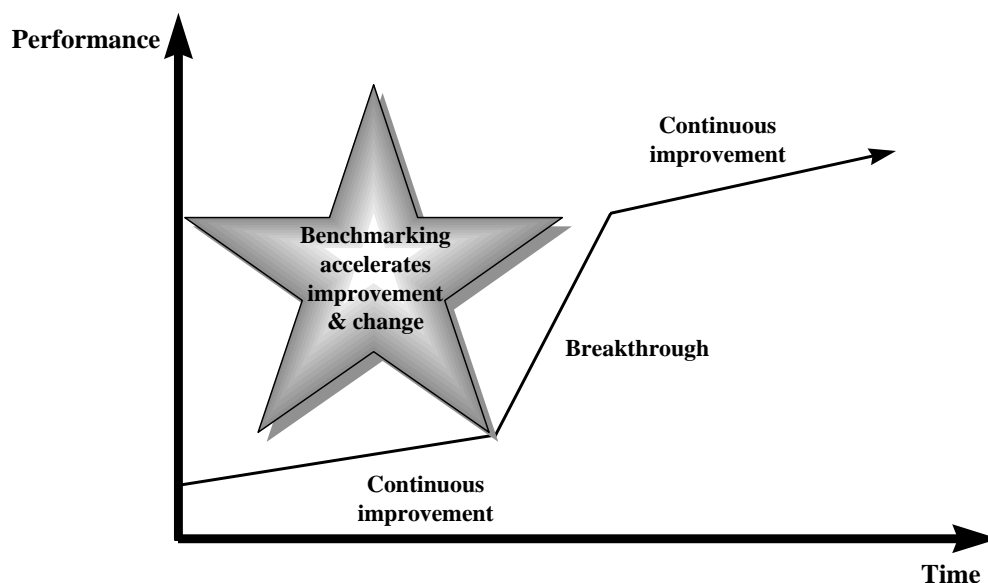 Performance
Continuous
improvement
Benchmarking
accelerates
improvement
& change
Breakthrough
Continuous
improvement
Time